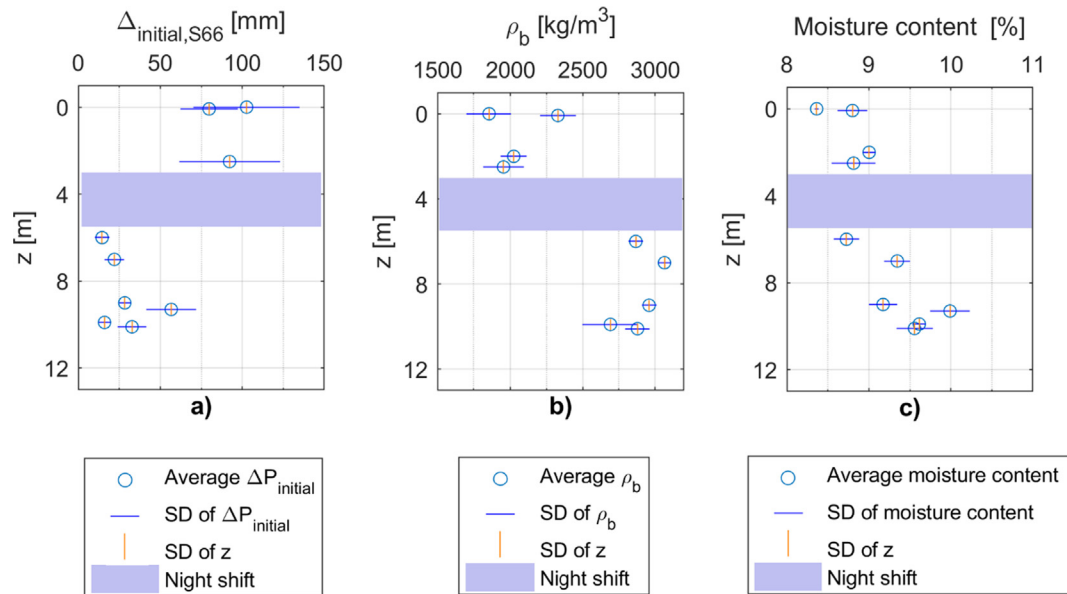 Δinitial,S66 [mm]
0 50 100 150
0
4
8
12
z [m]
a)
ρb [kg/m³]
1500 2000 2500 3000
0
4
8
12
z [m]
b)
Moisture content [%]
8 9 10 11
0
4
8
12
z [m]
c)
Average ΔPinitial
SD of ΔPinitial
SD of z
Night shift
Average ρb
SD of ρb
SD of z
Night shift
Average moisture content
SD of moisture content
SD of z
Night shift